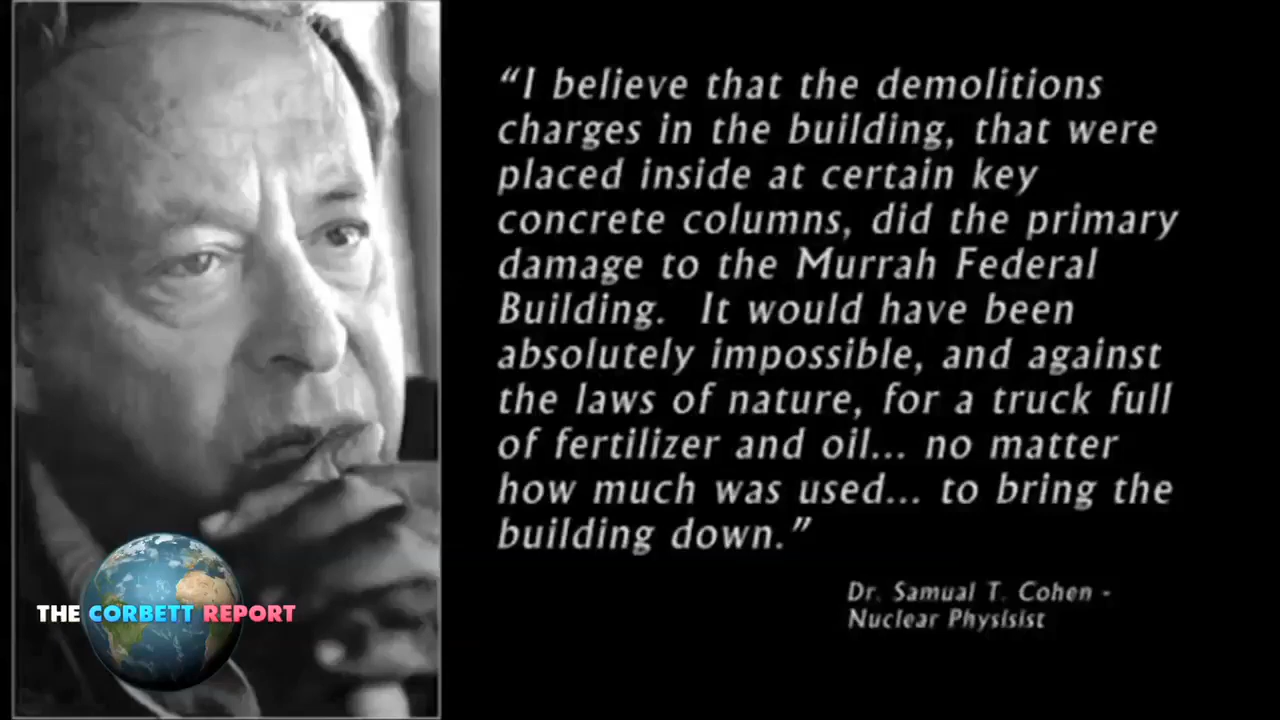 “I believe that the demolitions
charges in the building, that were
placed inside at certain key
concrete columns, did the primary
damage to the Murrah Federal
Building.  It would have been
absolutely impossible, and against
the laws of nature, for a truck full
of fertilizer and oil... no matter
how much was used... to bring the
building down.”
Dr. Samual T. Cohen -
Nuclear Physisist
THE CORBETT REPORT